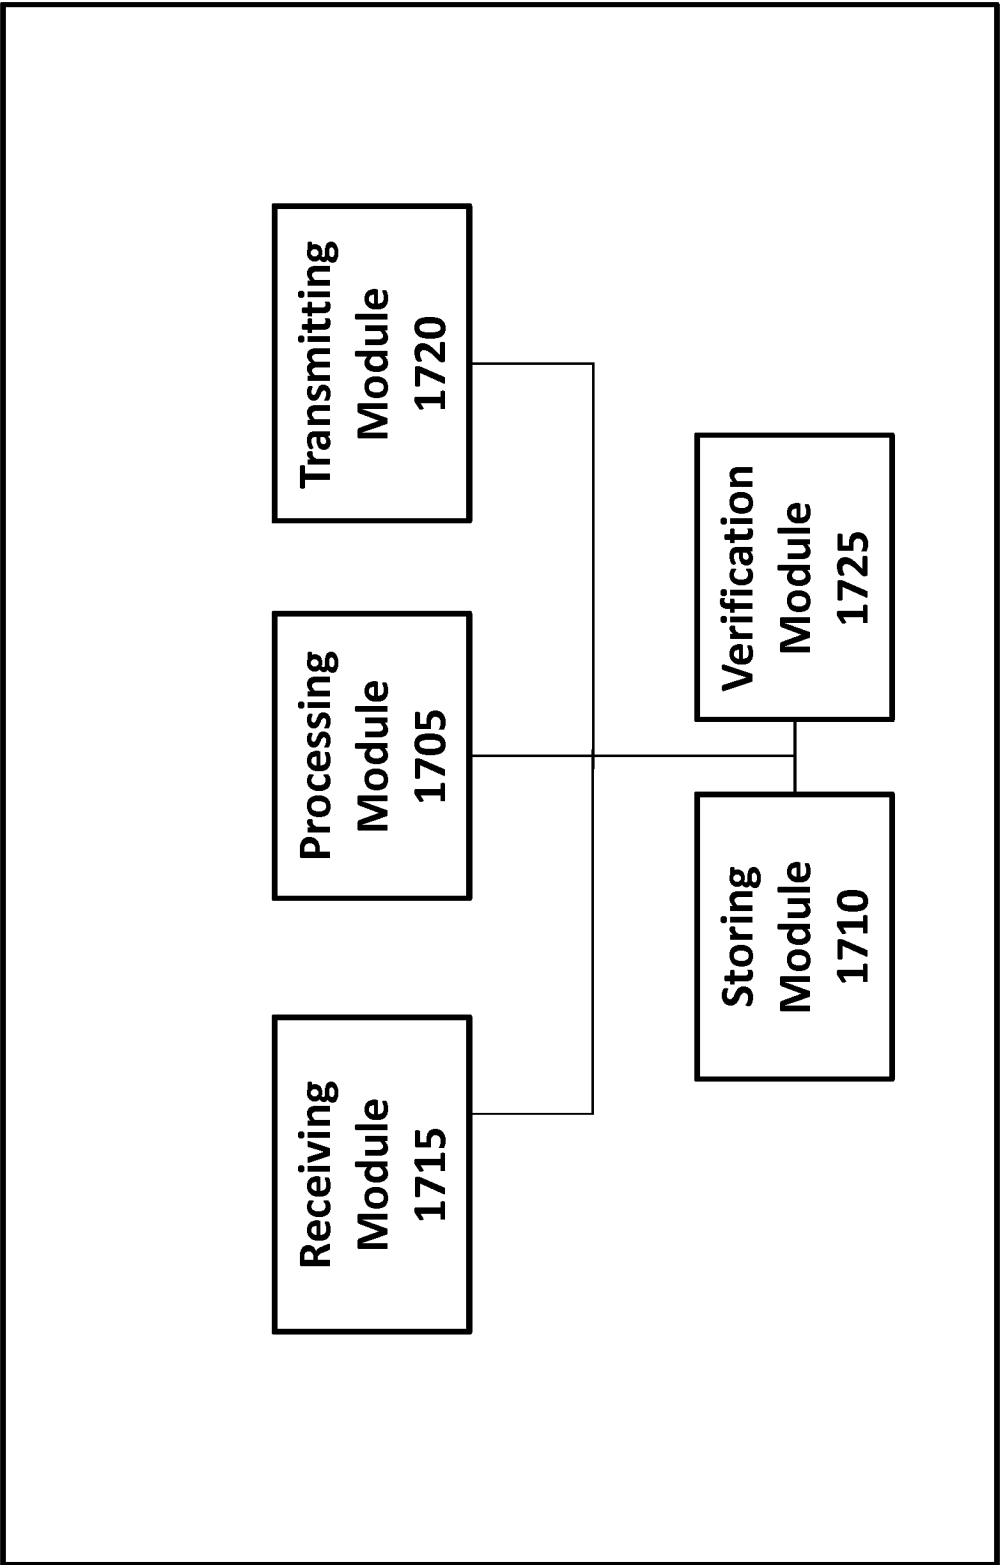 Receiving
Module
1715
Processing
Module
1705
Transmitting
Module
1720
Storing
Module
1710
Verification
Module
1725